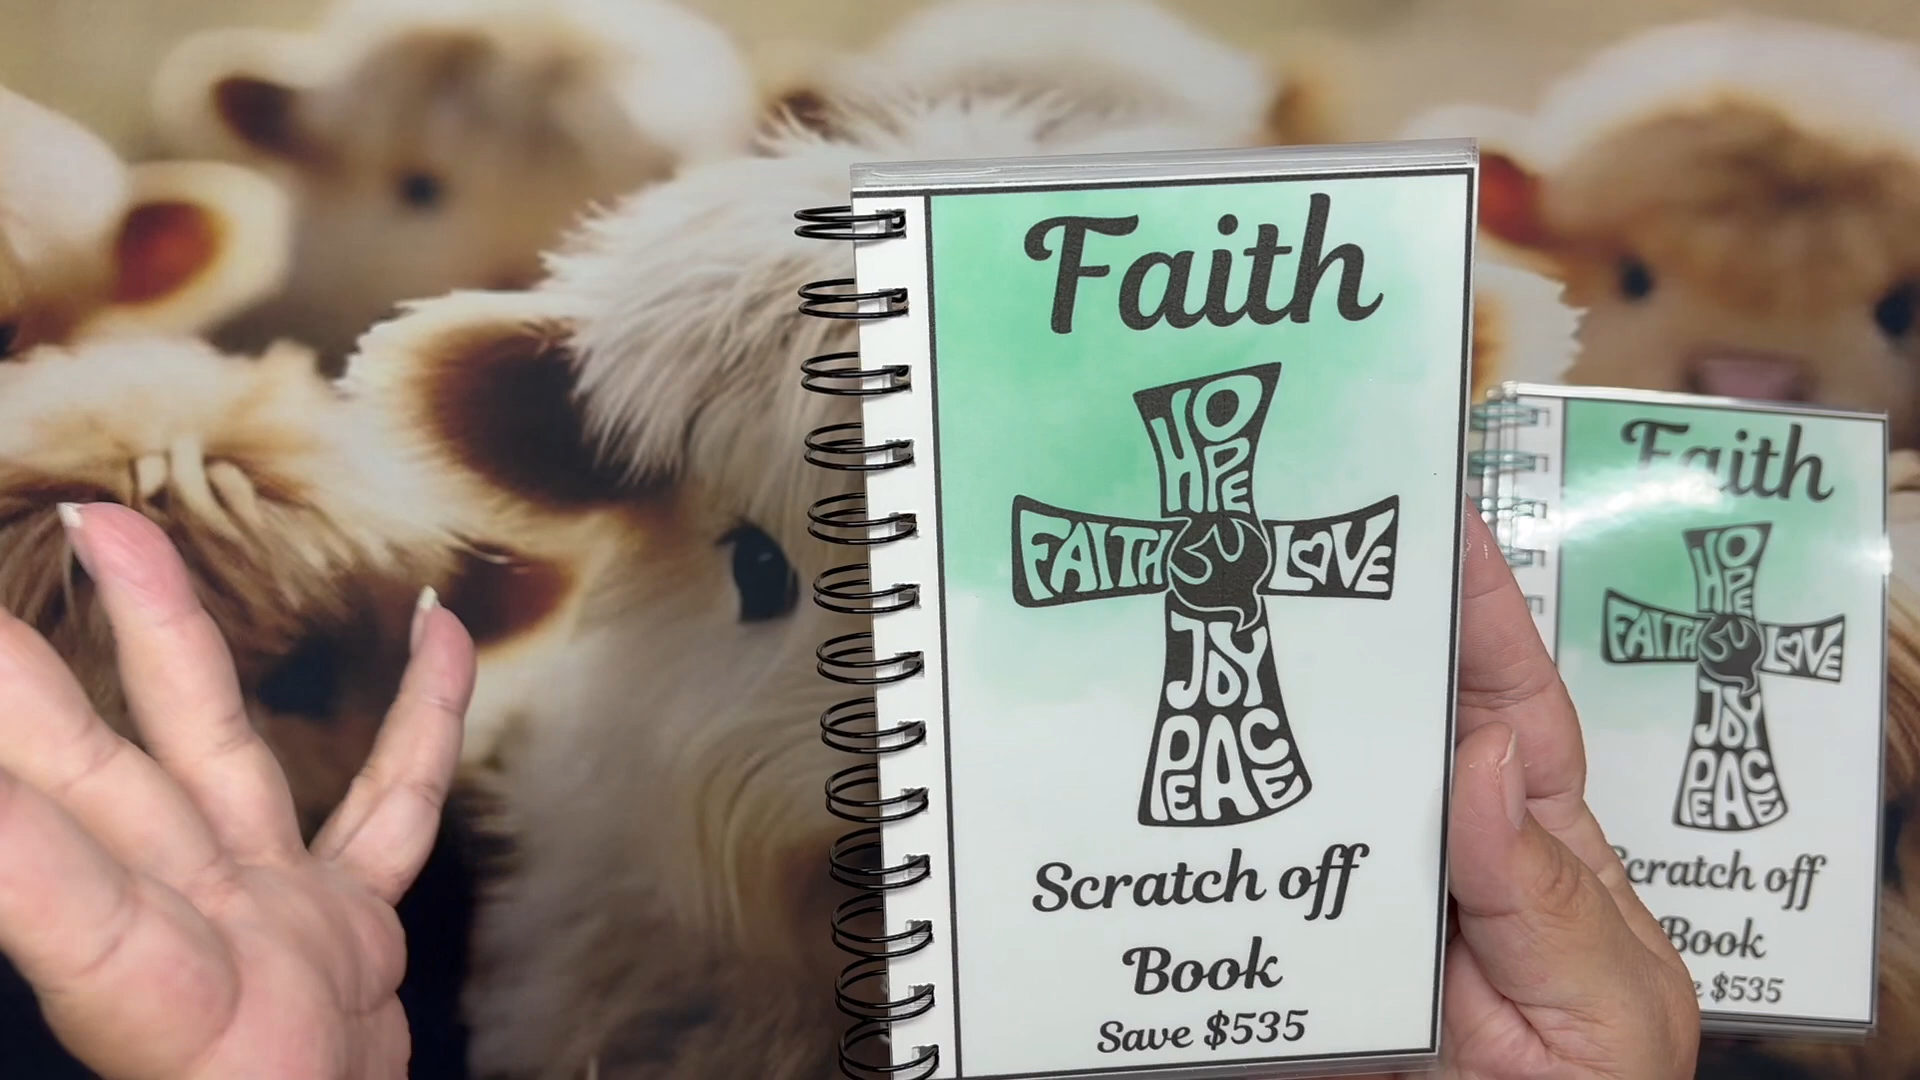 Faith
HOPE
FAITH LOVE
JOY
PEACE
Scratch off
Book
Save $535
Faith
HOPE
FAITH LOVE
JOY
PEACE
Scratch off
Book
$535